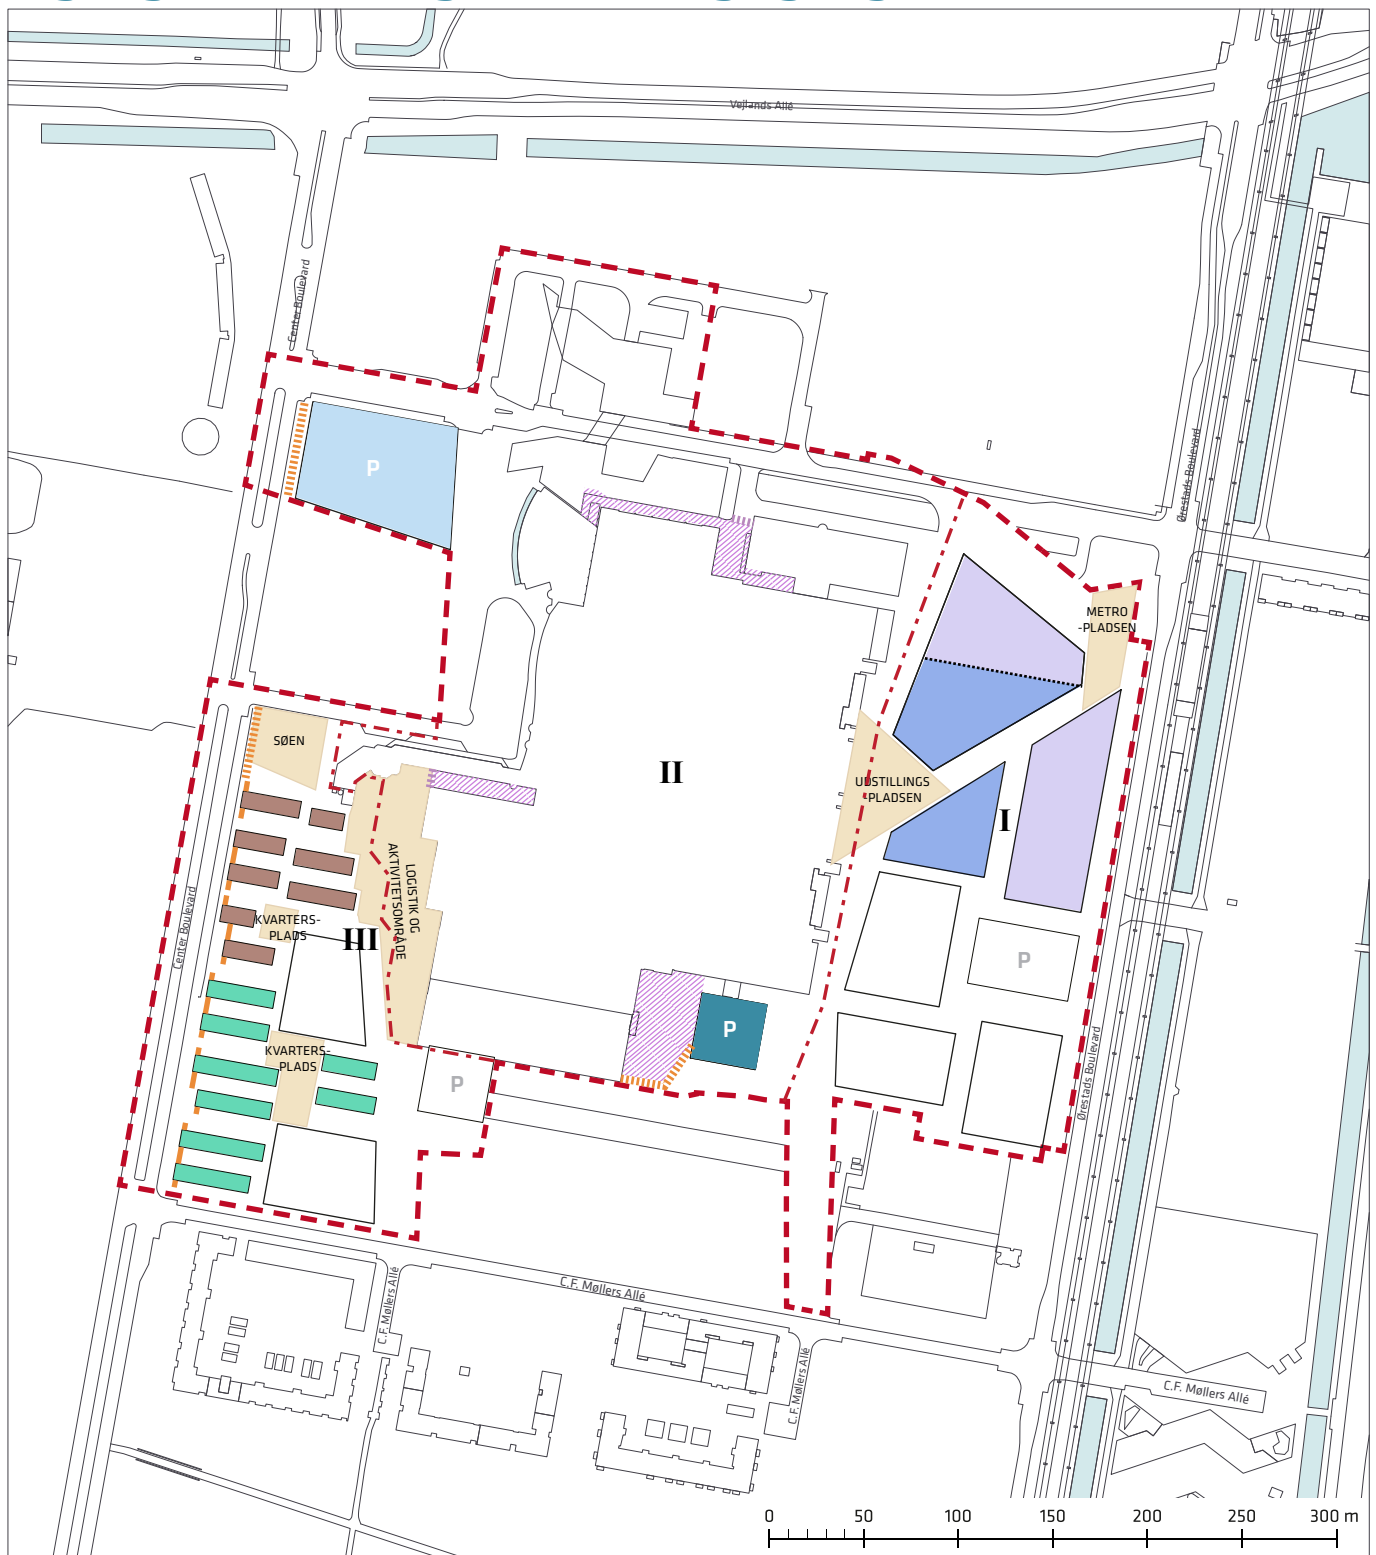 Vejlands Allé
Center Boulevard
P
Ørestads Boulevard
METRO
-PLADSEN
SØEN
II
UDSTILLINGS
-PLADSEN
I
LOGISTIK OG
AKTIVITETSOMRÅDE
KVARTERS-
PLADS
III
Center Boulevard
P
P
KVARTERS-
PLADS
P
Ørestads Boulevard
C.F. Møllers Allé
C.F. Møllers Allé
C.F. Møllers Allé
C.F. Møllers Allé
0 50 100 150 200 250 300 m